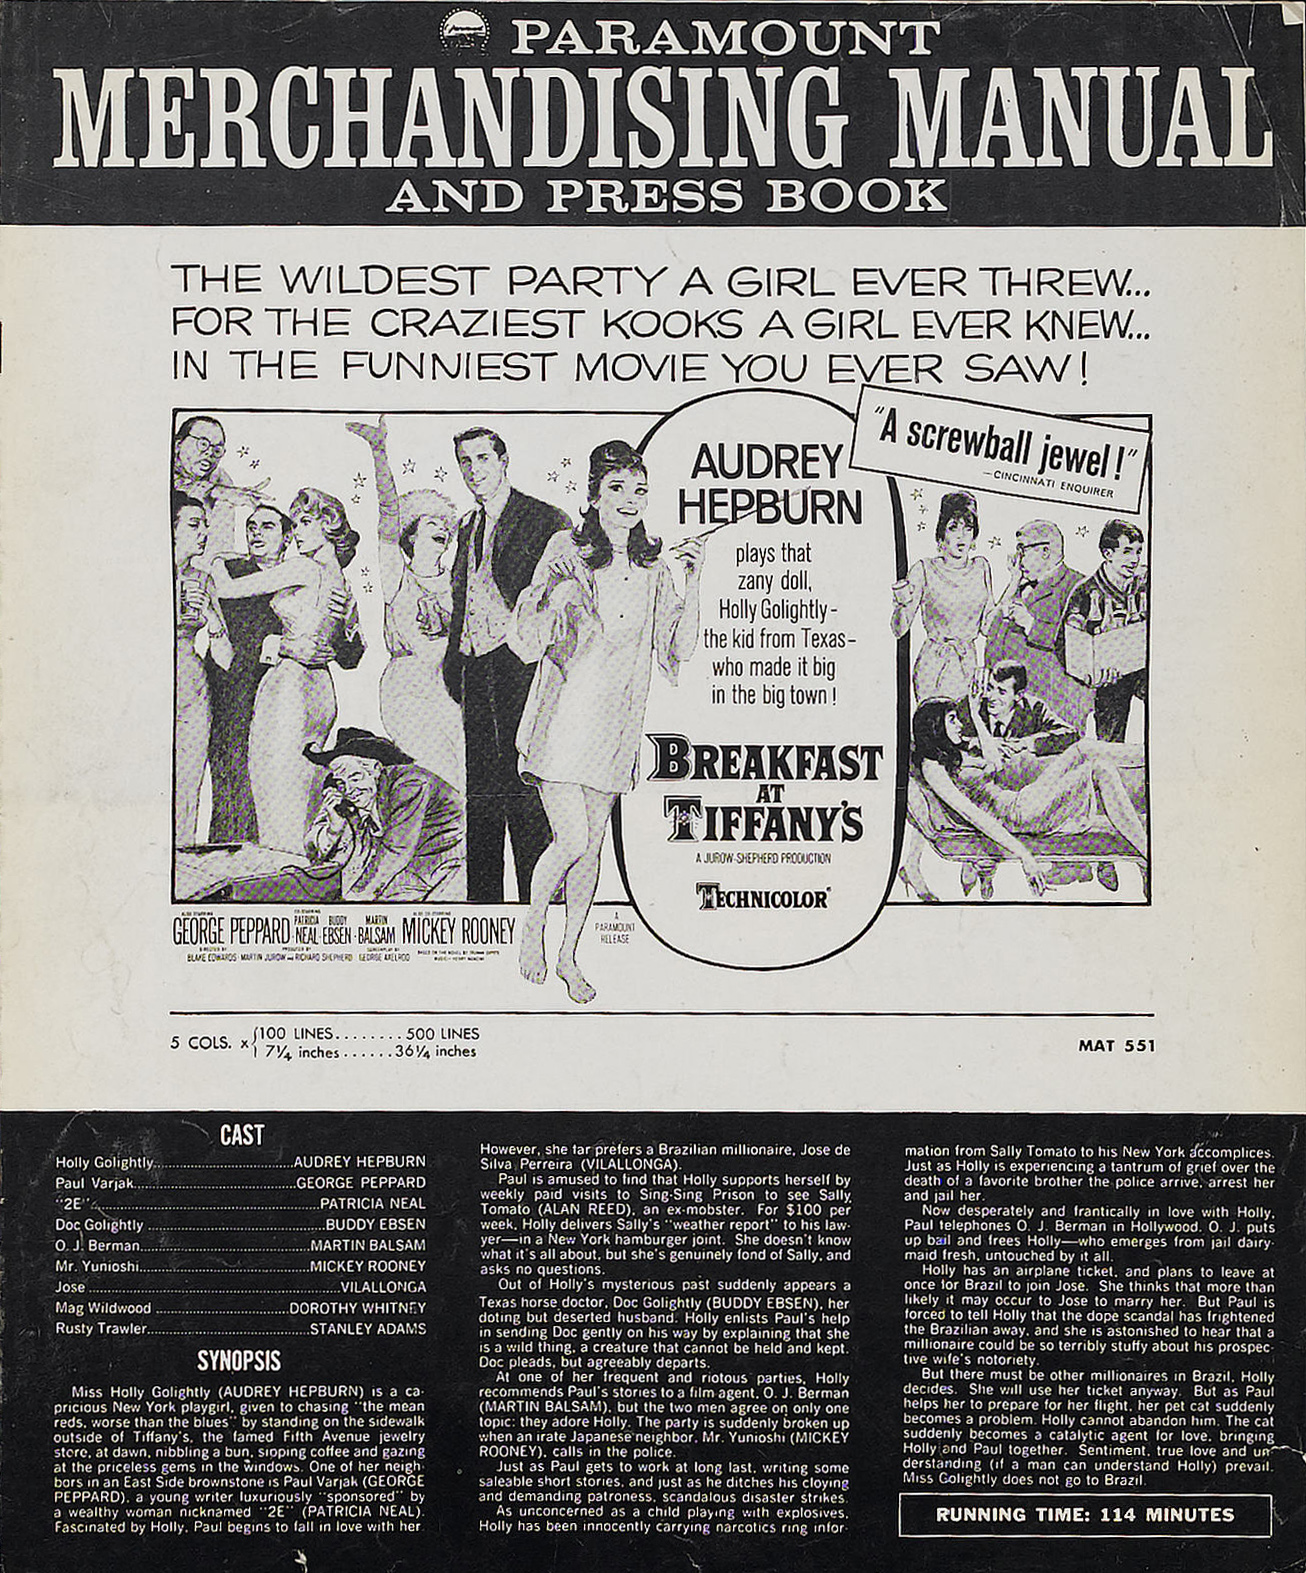 PARAMOUNT
MERCHANDISING MANUAL
AND PRESS BOOK
THE WILDEST PARTY A GIRL EVER THREW...
FOR THE CRAZIEST KOOKS A GIRL EVER KNEW...
IN THE FUNNIEST MOVIE YOU EVER SAW!
"A screwball jewel!"
—CINCINNATI ENQUIRER
AUDREY
HEPBURN
plays that
zany doll,
Holly Golightly-
the kid from Texas-
who made it big
in the big town!
BREAKFAST
AT
TIFFANY'S
A JUROW-SHEPHERD PRODUCTION
TECHNICOLOR®
ALSO STARRING
GEORGE PEPPARD
CO-STARRING
PATRICIA NEAL · BUDDY EBSEN · MARTIN BALSAM
ALSO CO-STARRING
MICKEY ROONEY
DIRECTED BY
BLAKE EDWARDS ·
PRODUCED BY
MARTIN JUROW AND RICHARD SHEPHERD
SCREENPLAY BY
GEORGE AXELROD
BASED ON THE NOVEL BY TRUMAN CAPOTE
MUSIC—HENRY MANCINI
A
PARAMOUNT
RELEASE
5 COLS. x {100 LINES........500 LINES
7¼ inches......36¼ inches
MAT 551
CAST
Holly Golightly..............................AUDREY HEPBURN
Paul Varjak..............................GEORGE PEPPARD
"2E"..............................PATRICIA NEAL
Doc Golightly..............................BUDDY EBSEN
O. J. Berman..............................MARTIN BALSAM
Mr. Yunioshi..............................MICKEY ROONEY
Jose..............................VILALLONGA
Mag Wildwood..............................DOROTHY WHITNEY
Rusty Trawler..............................STANLEY ADAMS
SYNOPSIS
Miss Holly Golightly (AUDREY HEPBURN) is a ca-
pricious New York playgirl, given to chasing "the mean
reds, worse than the blues" by standing on the sidewalk
outside of Tiffany's, the famed Fifth Avenue jewelry
store, at dawn, nibbling a bun, sipping coffee and gazing
at the priceless gems in the windows. One of her neigh-
bors in an East Side brownstone is Paul Varjak (GEORGE
PEPPARD), a young writer luxuriously "sponsored" by
a wealthy woman nicknamed "2E" (PATRICIA NEAL).
Fascinated by Holly, Paul begins to fall in love with her.
However, she far prefers a Brazilian millionaire, Jose de
Silva Perreira (VILALLONGA).
Paul is amused to find that Holly supports herself by
weekly paid visits to Sing-Sing Prison to see Sally
Tomato (ALAN REED), an ex-mobster. For $100 per
week, Holly delivers Sally's "weather report" to his law-
yer—in a New York hamburger joint. She doesn't know
what it's all about, but she's genuinely fond of Sally, and
asks no questions.
Out of Holly's mysterious past suddenly appears a
Texas horse doctor, Doc Golightly (BUDDY EBSEN), her
doting but deserted husband. Holly enlists Paul's help
in sending Doc gently on his way by explaining that she
is a wild thing, a creature that cannot be held and kept.
Doc pleads, but agreeably departs.
At one of her frequent and riotous parties, Holly
recommends Paul's stories to a film agent, O. J. Berman
(MARTIN BALSAM), but the two men agree on only one
topic: they adore Holly. The party is suddenly broken up
when an irate Japanese neighbor, Mr. Yunioshi (MICKEY
ROONEY), calls in the police.
Just as Paul gets to work at long last, writing some
saleable short stories, and just as he ditches his cloying
and demanding patroness, scandalous disaster strikes.
As unconcerned as a child playing with explosives,
Holly has been innocently carrying narcotics ring infor-
mation from Sally Tomato to his New York accomplices.
Just as Holly is experiencing a tantrum of grief over the
death of a favorite brother the police arrive, arrest her
and jail her.
Now desperately and frantically in love with Holly,
Paul telephones O. J. Berman in Hollywood. O. J. puts
up bail and frees Holly—who emerges from jail dairy-
maid fresh, untouched by it all.
Holly has an airplane ticket, and plans to leave at
once for Brazil to join Jose. She thinks that more than
likely it may occur to Jose to marry her. But Paul is
forced to tell Holly that the dope scandal has frightened
the Brazilian away, and she is astonished to hear that a
millionaire could be so terribly stuffy about his prospec-
tive wife's notoriety.
But there must be other millionaires in Brazil, Holly
decides. She will use her ticket anyway. But as Paul
helps her to prepare for her flight, her pet cat suddenly
becomes a problem. Holly cannot abandon him. The cat
suddenly becomes a catalytic agent for love, bringing
Holly and Paul together. Sentiment, true love and un-
derstanding (if a man can understand Holly) prevail.
Miss Golightly does not go to Brazil.
RUNNING TIME: 114 MINUTES